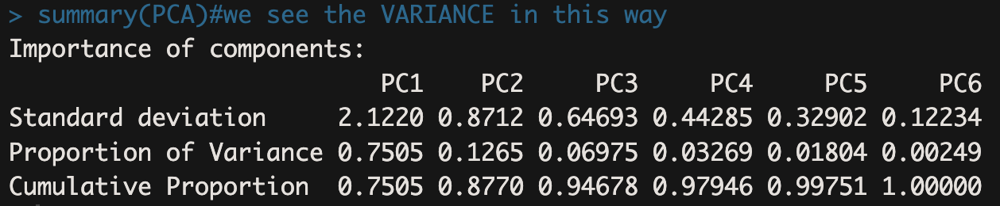 > summary(PCA)#we see the VARIANCE in this way
Importance of components:
PC1 PC2 PC3 PC4 PC5 PC6
Standard deviation 2.1220 0.8712 0.64693 0.44285 0.32902 0.12234
Proportion of Variance 0.7505 0.1265 0.06975 0.03269 0.01804 0.00249
Cumulative Proportion 0.7505 0.8770 0.94678 0.97946 0.99751 1.00000